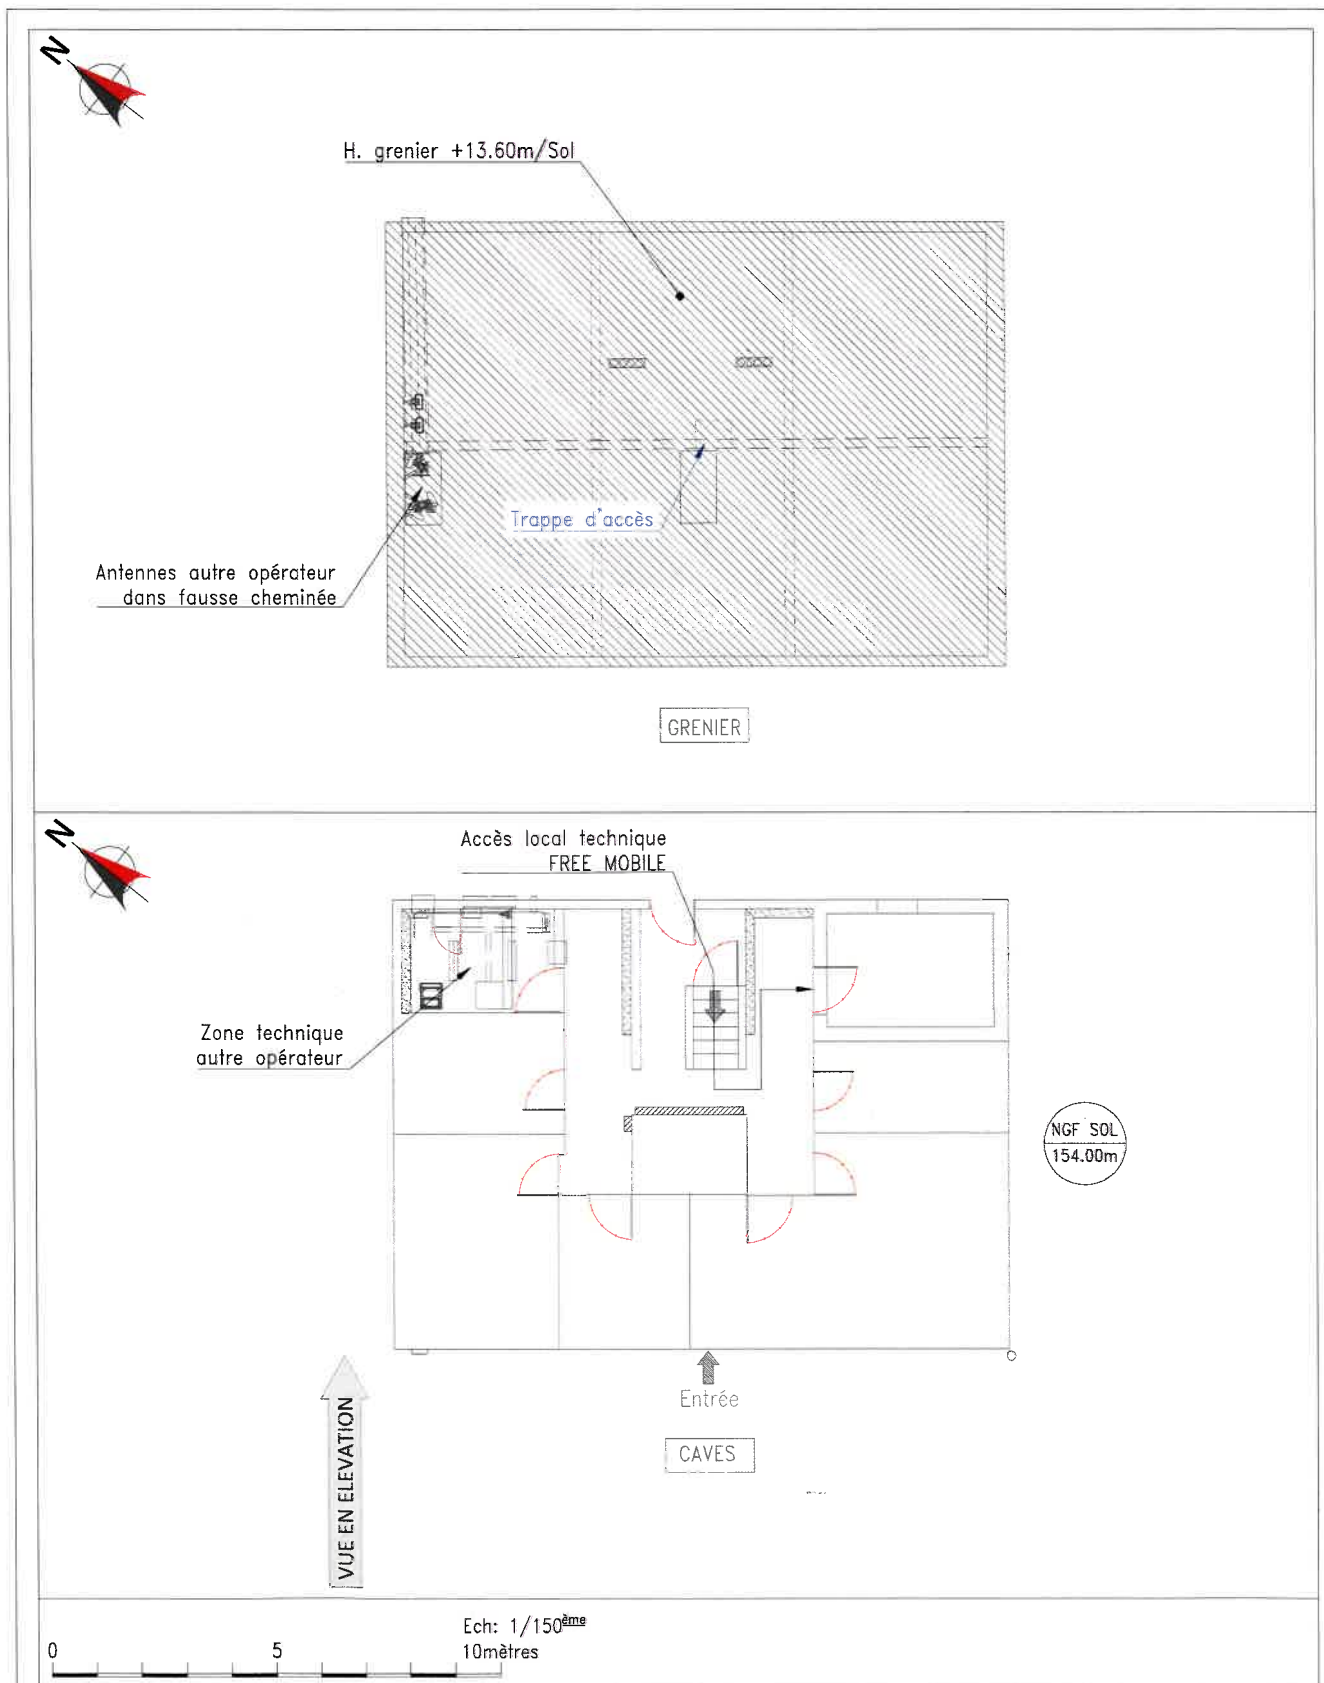 N
H. grenier +13.60m/Sol
Trappe d'accès
Antennes autre opérateur
dans fausse cheminée
GRENIER
N
Accès local technique
FREE MOBILE
Zone technique
autre opérateur
NGF SOL
154.00m
Entrée
CAVES
VUE EN ELEVATION
Ech: 1/150ème
0 5 10mètres